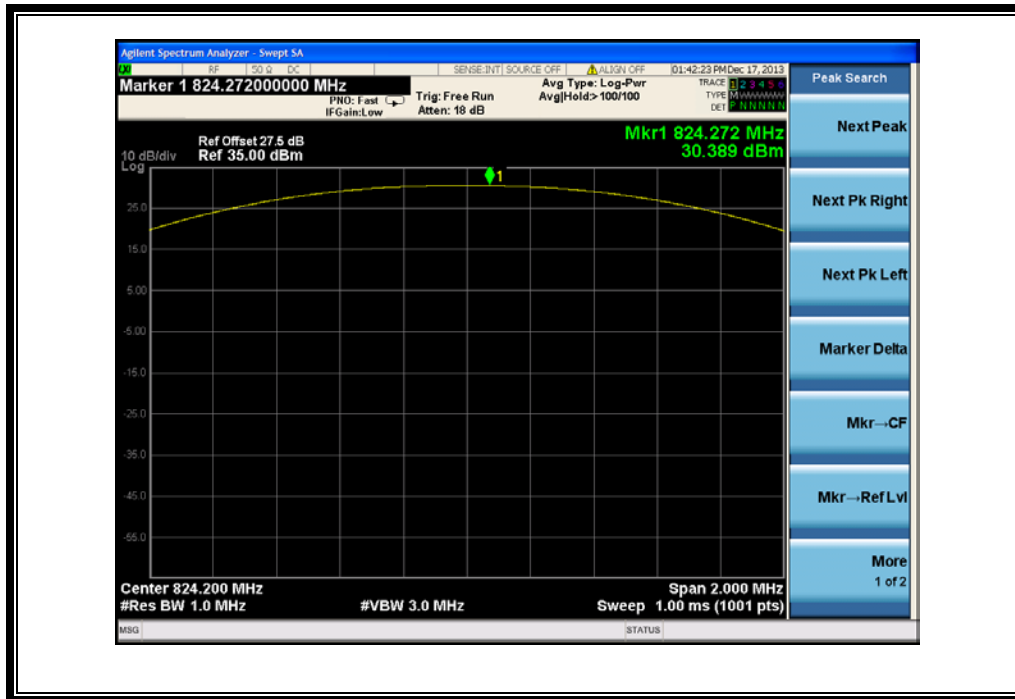 Agilent Spectrum Analyzer - Swept SA
RF 50 Ω DC SENSE:INT SOURCE OFF ALIGN OFF 01:42:23 PM Dec 17, 2013
Marker 1 824.272000000 MHz
PNO: Fast
IFGain:Low
Trig: Free Run
Atten: 18 dB
Avg Type: Log-Pwr
Avg|Hold:> 100/100
TRACE 1 2 3 4 5 6
TYPE MWWWWW
DET P N N N N N
Ref Offset 27.5 dB
Ref 35.00 dBm
10 dB/div
Log
Mkr1 824.272 MHz
30.389 dBm
1
25.0
15.0
5.00
-5.00
-15.0
-25.0
-35.0
-45.0
-55.0
Center 824.200 MHz
#Res BW 1.0 MHz
#VBW 3.0 MHz
Span 2.000 MHz
Sweep 1.00 ms (1001 pts)
MSG
STATUS
Peak Search
Next Peak
Next Pk Right
Next Pk Left
Marker Delta
Mkr→CF
Mkr→Ref Lvl
More
1 of 2